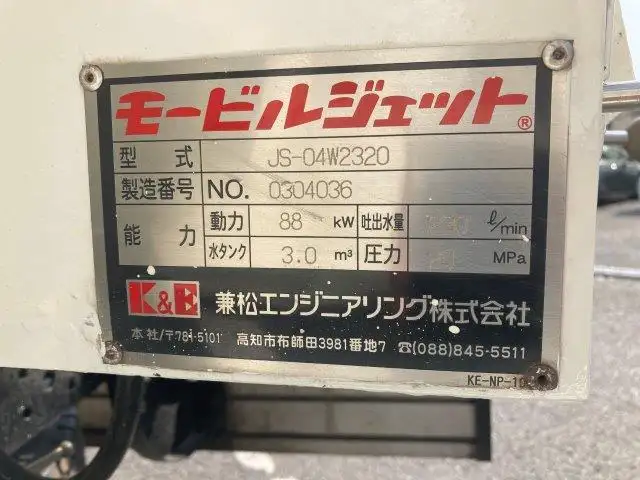 モービルジェット®
型式 JS-04W2320
製造番号 NO. 0304036
能力 動力 88 kW 吐出水量 ℓ/min
水タンク 3.0 m³ 圧力 MPa
K&E 兼松エンジニアリング株式会社
本社/〒781-5101 高知市布師田3981番地7 ☎(088)845-5511